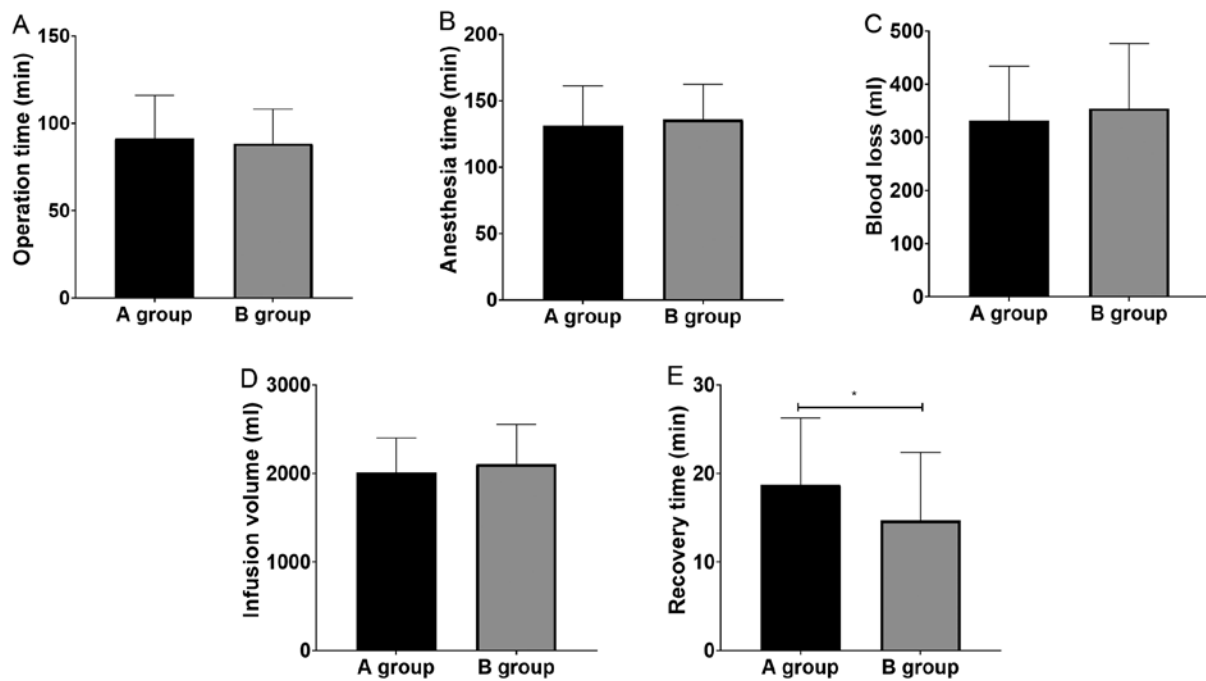 A
Operation time (min)
150
100
50
0
A group
B group
B
Anesthesia time (min)
200
150
100
50
0
A group
B group
C
Blood loss (ml)
500
400
300
200
100
0
A group
B group
D
Infusion volume (ml)
3000
2000
1000
0
A group
B group
E
Recovery time (min)
30
20
10
0
*
A group
B group